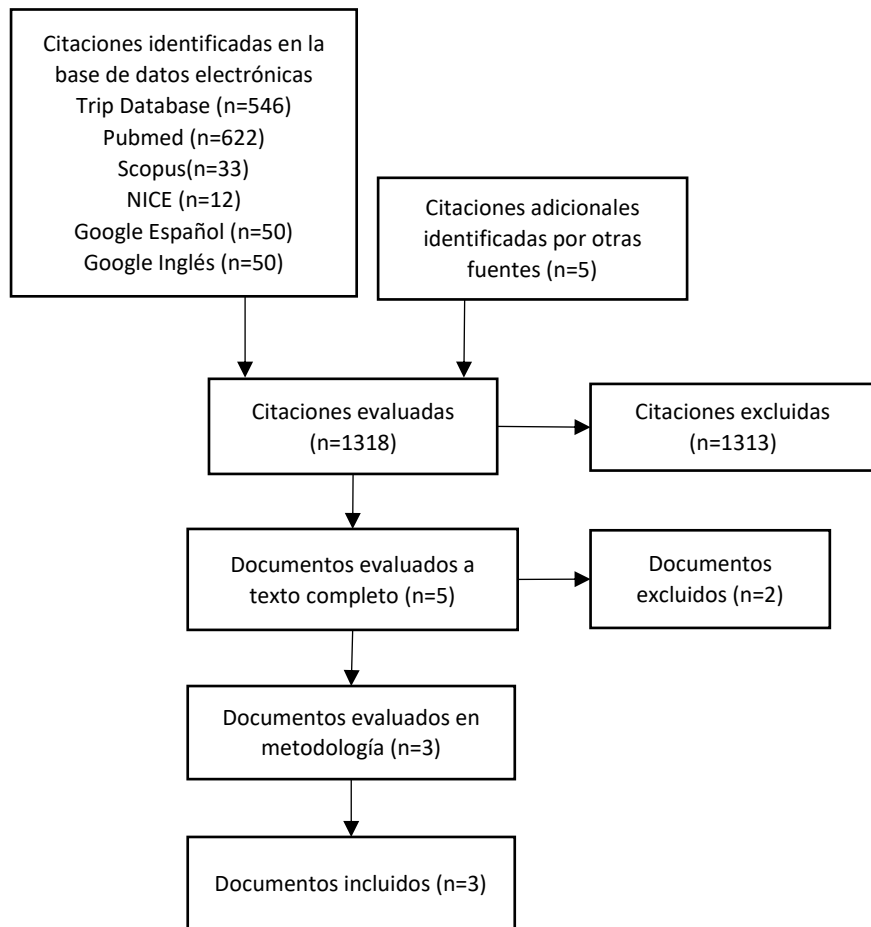 Citaciones identificadas en la
base de datos electrónicas
Trip Database (n=546)
Pubmed (n=622)
Scopus(n=33)
NICE (n=12)
Google Español (n=50)
Google Inglés (n=50)
Citaciones adicionales
identificadas por otras
fuentes (n=5)
Citaciones evaluadas
(n=1318)
Citaciones excluidas
(n=1313)
Documentos evaluados a
texto completo (n=5)
Documentos
excluidos (n=2)
Documentos evaluados en
metodología (n=3)
Documentos incluidos (n=3)